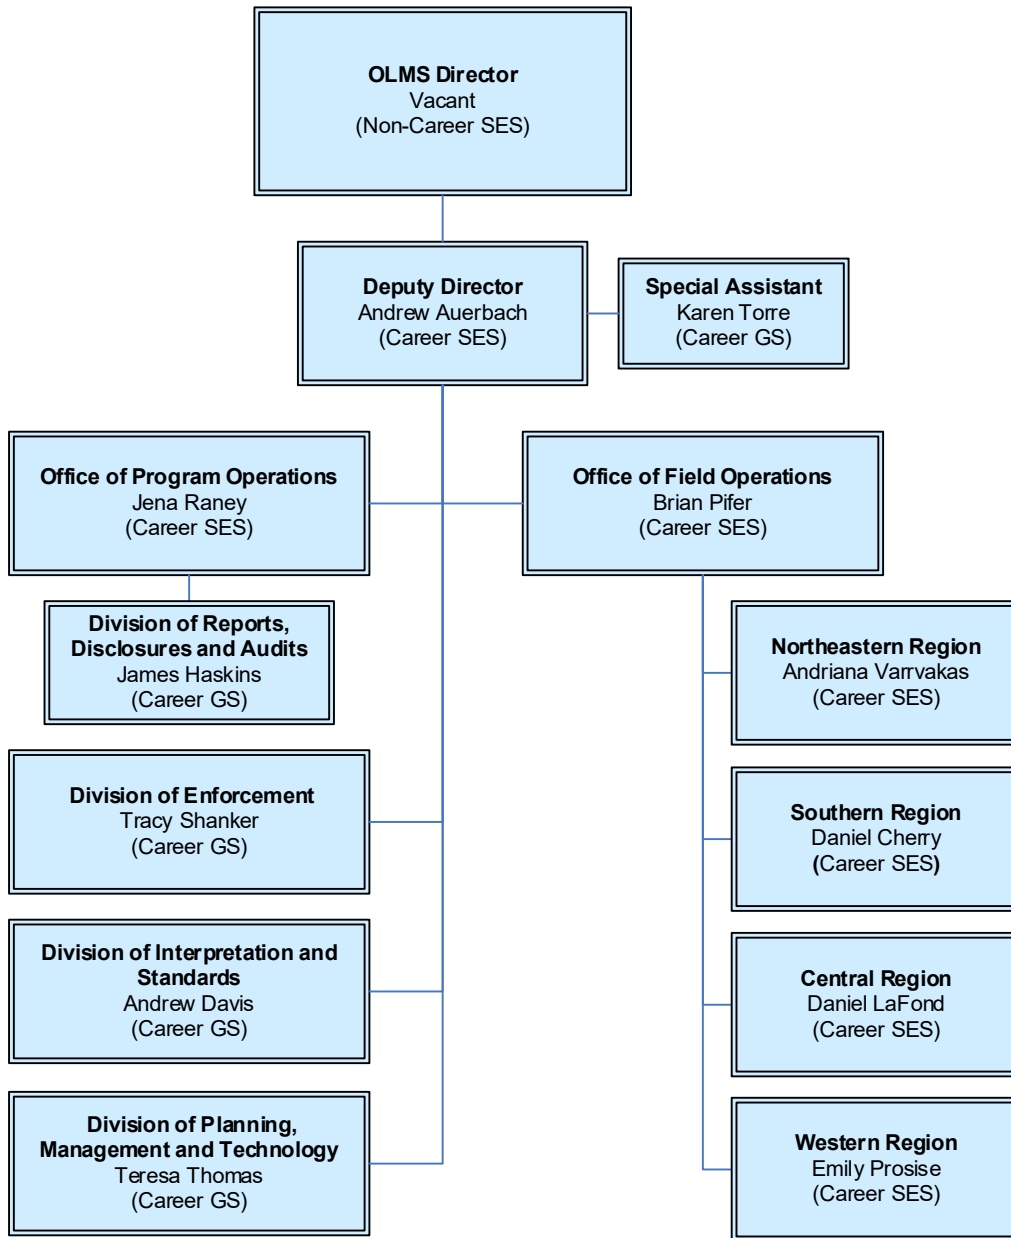 OLMS Director
Vacant
(Non-Career SES)
Deputy Director
Andrew Auerbach
(Career SES)
Special Assistant
Karen Torre
(Career GS)
Office of Program Operations
Jena Raney
(Career SES)
Office of Field Operations
Brian Pifer
(Career SES)
Division of Reports,
Disclosures and Audits
James Haskins
(Career GS)
Northeastern Region
Andriana Varrvakas
(Career SES)
Division of Enforcement
Tracy Shanker
(Career GS)
Southern Region
Daniel Cherry
(Career SES)
Division of Interpretation and
Standards
Andrew Davis
(Career GS)
Central Region
Daniel LaFond
(Career SES)
Division of Planning,
Management and Technology
Teresa Thomas
(Career GS)
Western Region
Emily Prosise
(Career SES)